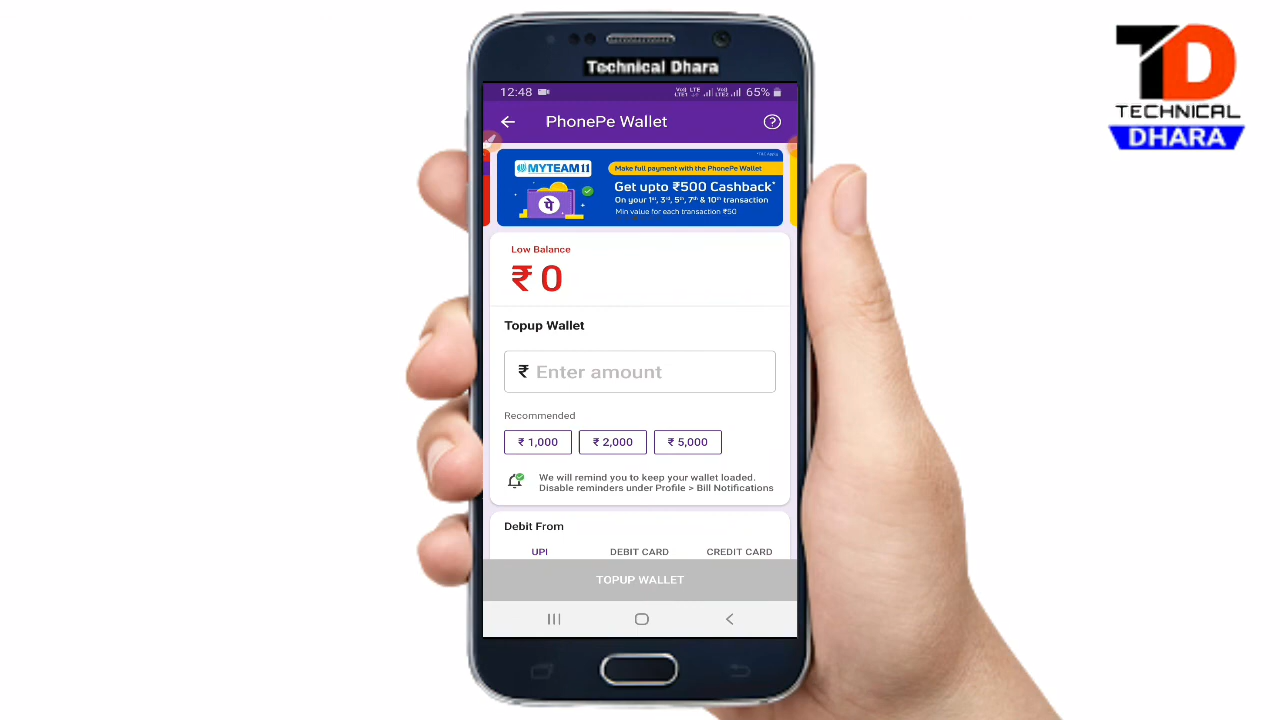 Technical Dhara
TECHNICAL
DHARA
12:48
65%
PhonePe Wallet
MYTEAM11
Make full payment with the PhonePe Wallet
Get upto ₹500 Cashback*
On your 1st, 3rd, 5th, 7th & 10th transaction
Min value for each transaction ₹50
पे
Low Balance
₹ 0
Topup Wallet
₹ Enter amount
Recommended
₹ 1,000
₹ 2,000
₹ 5,000
We will remind you to keep your wallet loaded.
Disable reminders under Profile > Bill Notifications
Debit From
UPI
DEBIT CARD
CREDIT CARD
TOPUP WALLET